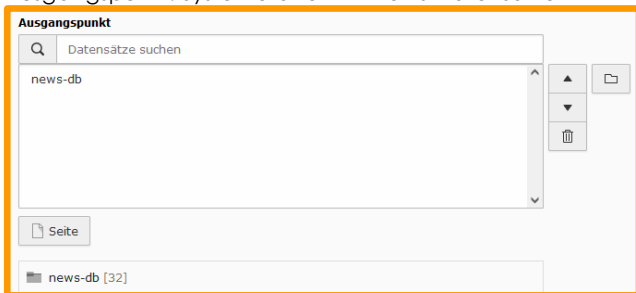 Ausgangspunkt
Datensätze suchen
news-db
Seite
news-db [32]